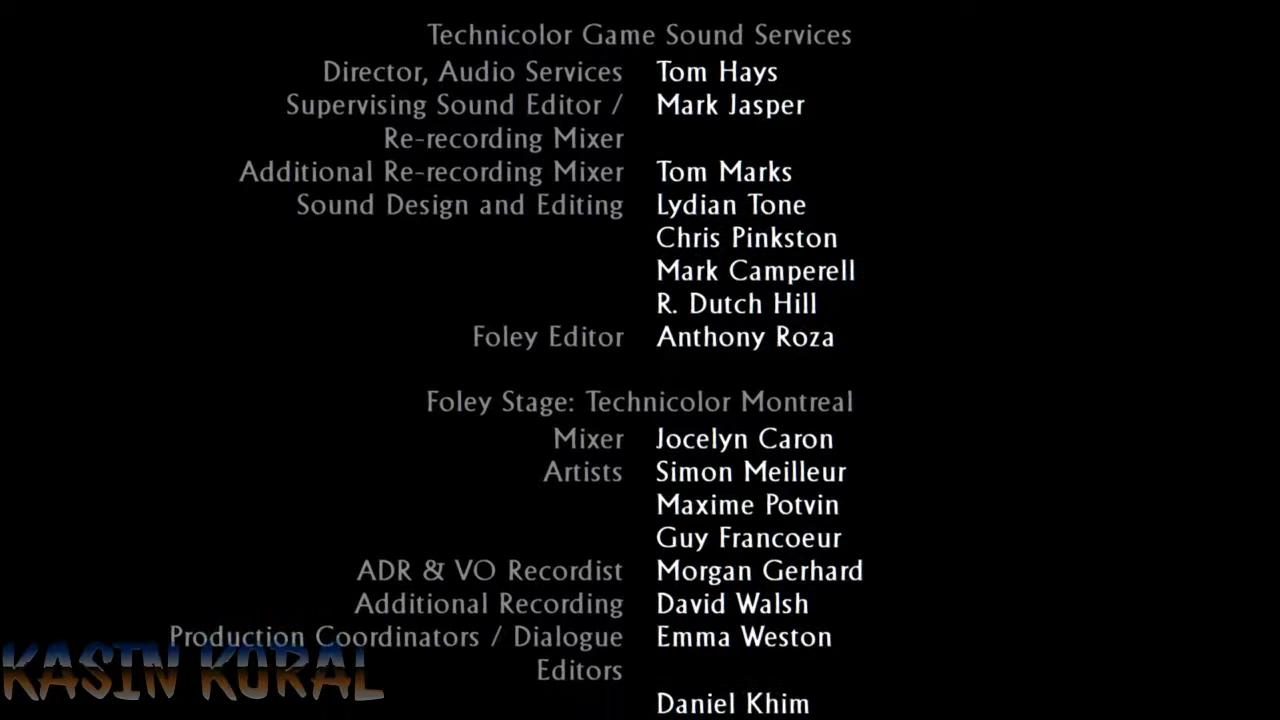 Technicolor Game Sound Services
Director, Audio Services Tom Hays
Supervising Sound Editor / Mark Jasper
Re-recording Mixer
Additional Re-recording Mixer Tom Marks
Sound Design and Editing Lydian Tone
Chris Pinkston
Mark Camperell
R. Dutch Hill
Foley Editor Anthony Roza
Foley Stage: Technicolor Montreal
Mixer Jocelyn Caron
Artists Simon Meilleur
Maxime Potvin
Guy Francoeur
ADR & VO Recordist Morgan Gerhard
Additional Recording David Walsh
Production Coordinators / Dialogue Emma Weston
Editors
KASIN KURAL
Daniel Khim